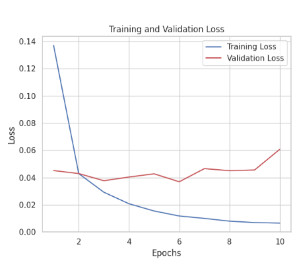 Training and Validation Loss
Training Loss
Validation Loss
0.14
0.12
0.10
0.08
0.06
0.04
0.02
0.00
Loss
2 4 6 8 10
Epochs